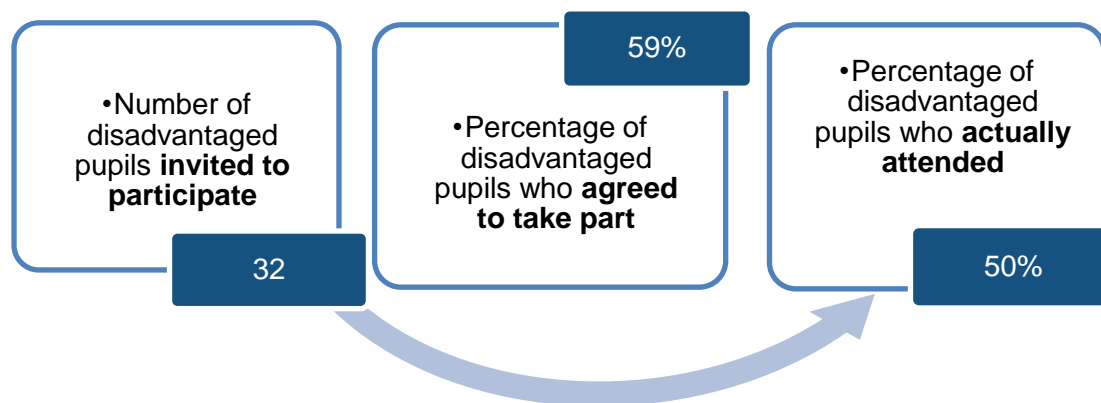 •Number of
disadvantaged
pupils invited to
participate
32
59%
•Percentage of
disadvantaged
pupils who agreed
to take part
•Percentage of
disadvantaged
pupils who actually
attended
50%